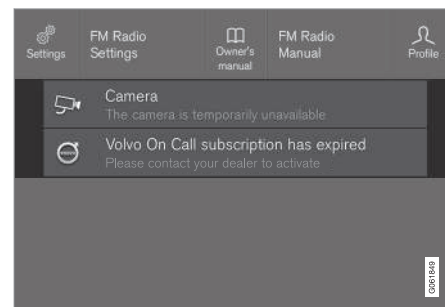 Settings
FM Radio
Settings
Owner's
manual
FM Radio
Manual
Profile
Camera
The camera is temporarily unavailable
Volvo On Call subscription has expired
Please contact your dealer to activate
G061849